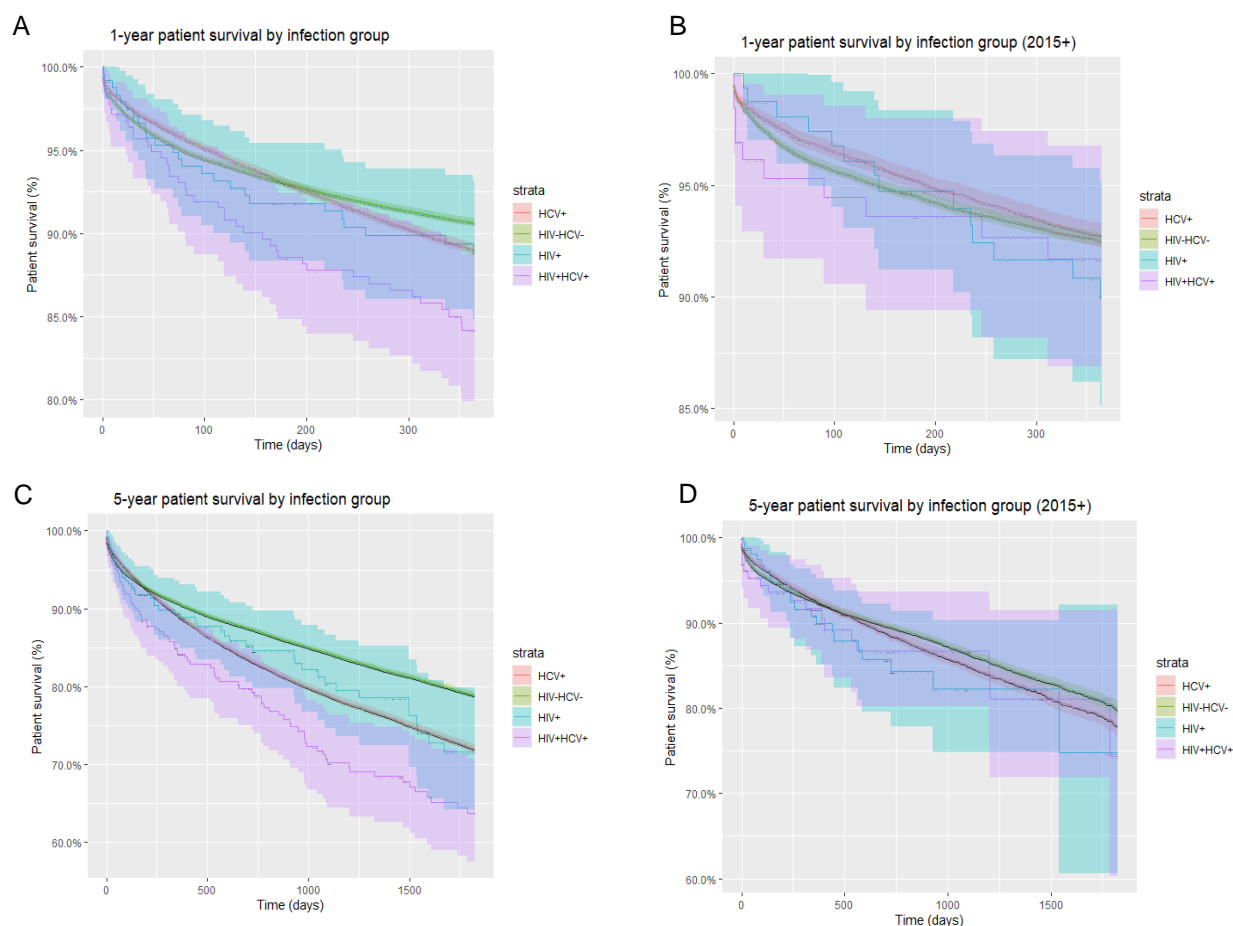 A
1-year patient survival by infection group
100.0%
95.0%
90.0%
85.0%
80.0%
Patient survival (%)
0 100 200 300
Time (days)
strata
HCV+
HIV-HCV-
HIV+
HIV+HCV+
B
1-year patient survival by infection group (2015+)
100.0%
95.0%
90.0%
85.0%
Patient survival (%)
0 100 200 300
Time (days)
strata
HCV+
HIV-HCV-
HIV+
HIV+HCV+
C
5-year patient survival by infection group
100.0%
90.0%
80.0%
70.0%
60.0%
Patient survival (%)
0 500 1000 1500
Time (days)
strata
HCV+
HIV-HCV-
HIV+
HIV+HCV+
D
5-year patient survival by infection group (2015+)
100.0%
90.0%
80.0%
70.0%
60.0%
Patient survival (%)
0 500 1000 1500
Time (days)
strata
HCV+
HIV-HCV-
HIV+
HIV+HCV+